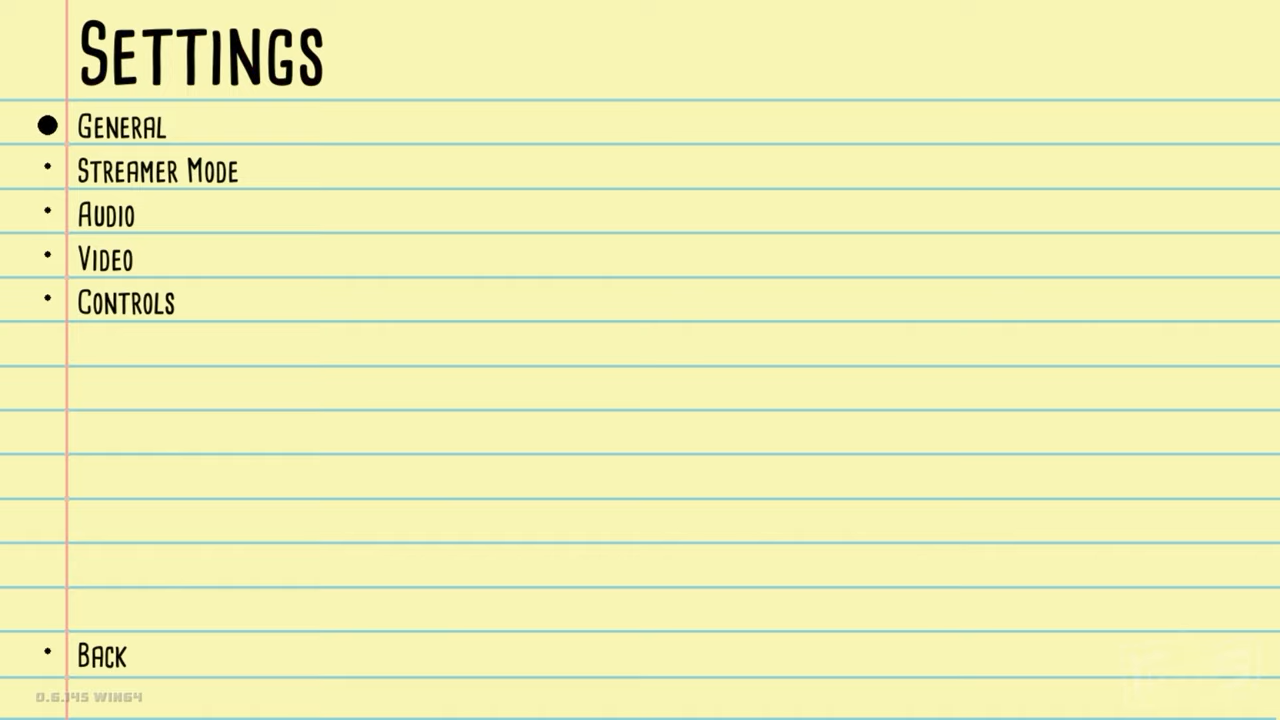 Settings
General
Streamer Mode
Audio
Video
Controls
Back
0.6.145 WIN64